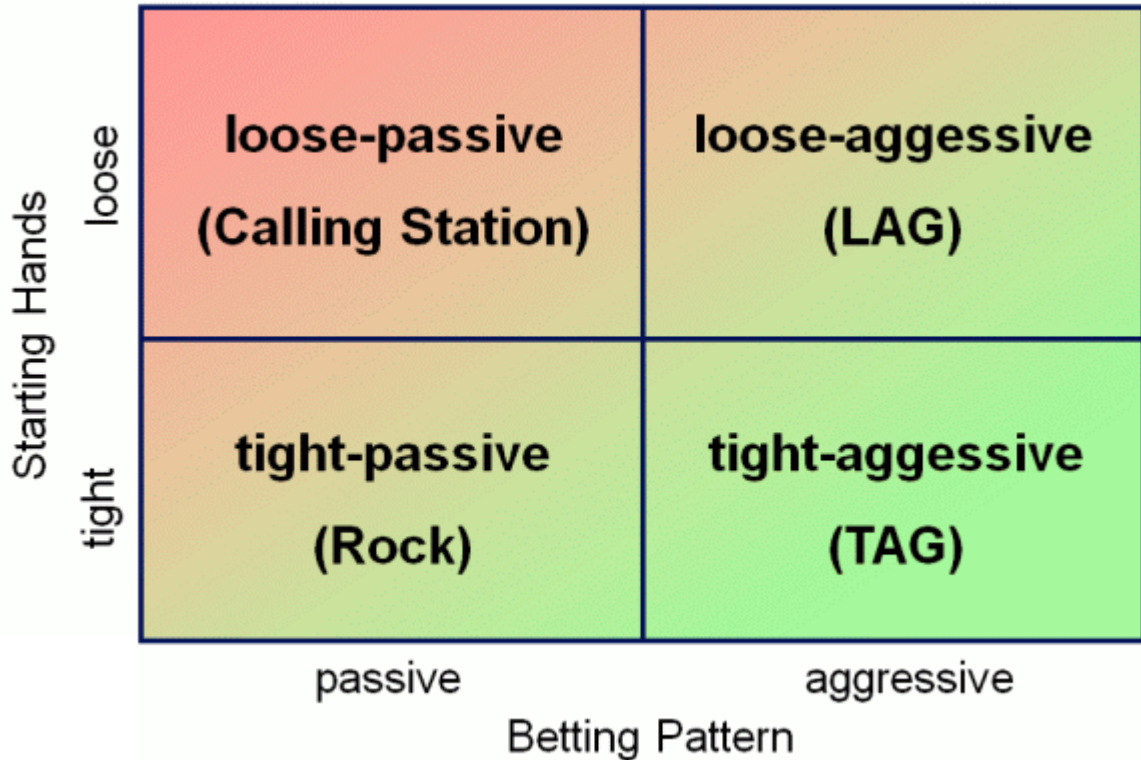 Starting Hands
loose
loose-passive
(Calling Station)
loose-aggessive
(LAG)
tight
tight-passive
(Rock)
tight-aggessive
(TAG)
passive
aggressive
Betting Pattern